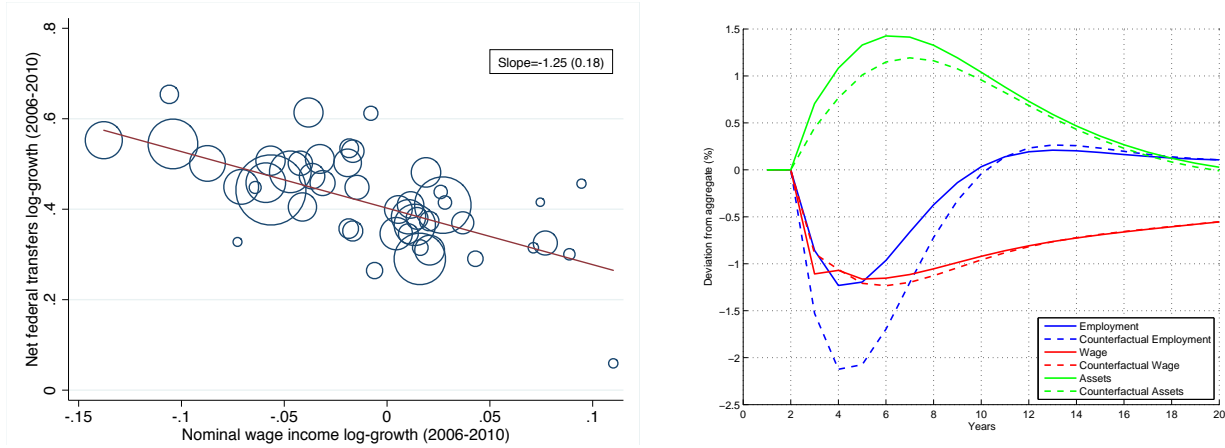 .8
.6
.4
.2
0
Net federal transfers log-growth (2006-2010)
Slope=-1.25 (0.18)
-.15
-.1
-.05
0
.05
.1
Nominal wage income log-growth (2006-2010)
1.5
1
0.5
0
-0.5
-1
-1.5
-2
-2.5
Deviation from aggregate (%)
Employment
Counterfactual Employment
Wage
Counterfactual Wage
Assets
Counterfactual Assets
0
2
4
6
8
10
12
14
16
18
20
Years